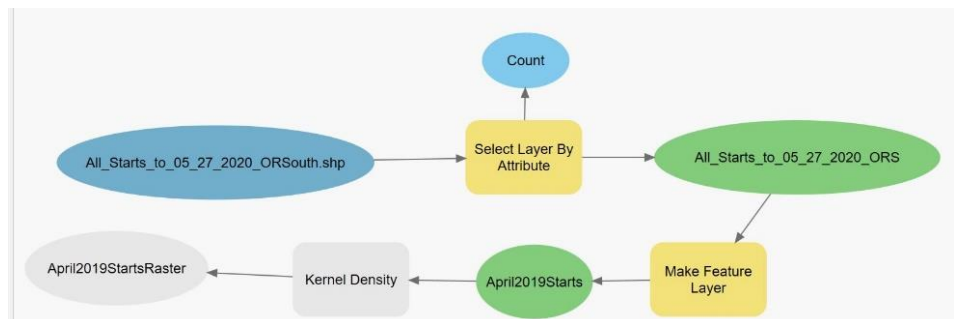 Count
All_Starts_to_05_27_2020_ORSouth.shp
Select Layer By
Attribute
All_Starts_to_05_27_2020_ORS
April2019StartsRaster
Kernel Density
April2019Starts
Make Feature
Layer